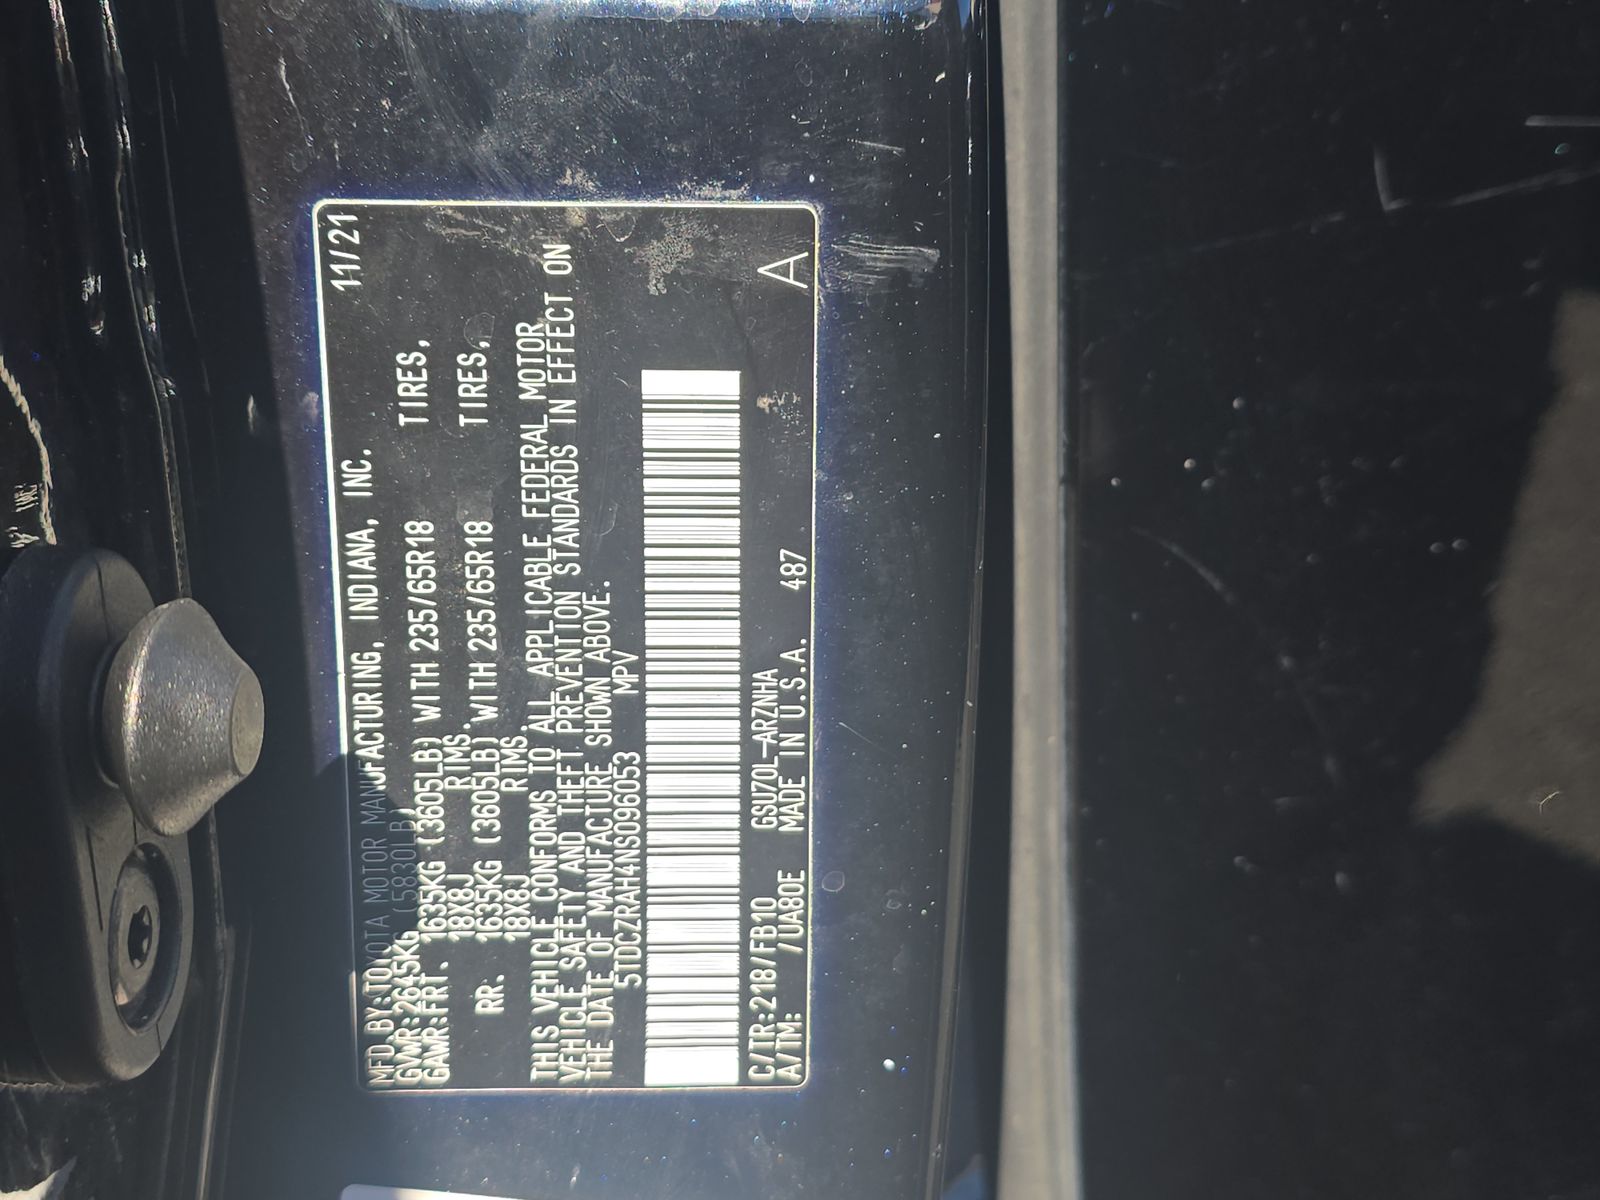 MFD.BY:TOYOTA MOTOR MANUFACTURING, INDIANA, INC. 11/21
GVWR:2645KG (5830LB)
GAWR:FRT. 1635KG (3605LB) WITH 235/65R18 TIRES,
18X8J RIMS.
RR. 1635KG (3605LB) WITH 235/65R18 TIRES,
18X8J RIMS.
THIS VEHICLE CONFORMS TO ALL APPLICABLE FEDERAL MOTOR
VEHICLE SAFETY AND THEFT PREVENTION STANDARDS IN EFFECT ON
THE DATE OF MANUFACTURE SHOWN ABOVE.
5TDCZRAH4NS096053 MPV
C/TR:218/FB10 GSU70L-ARZNHA
A/TM: /UA80E MADE IN U.S.A. 487 A